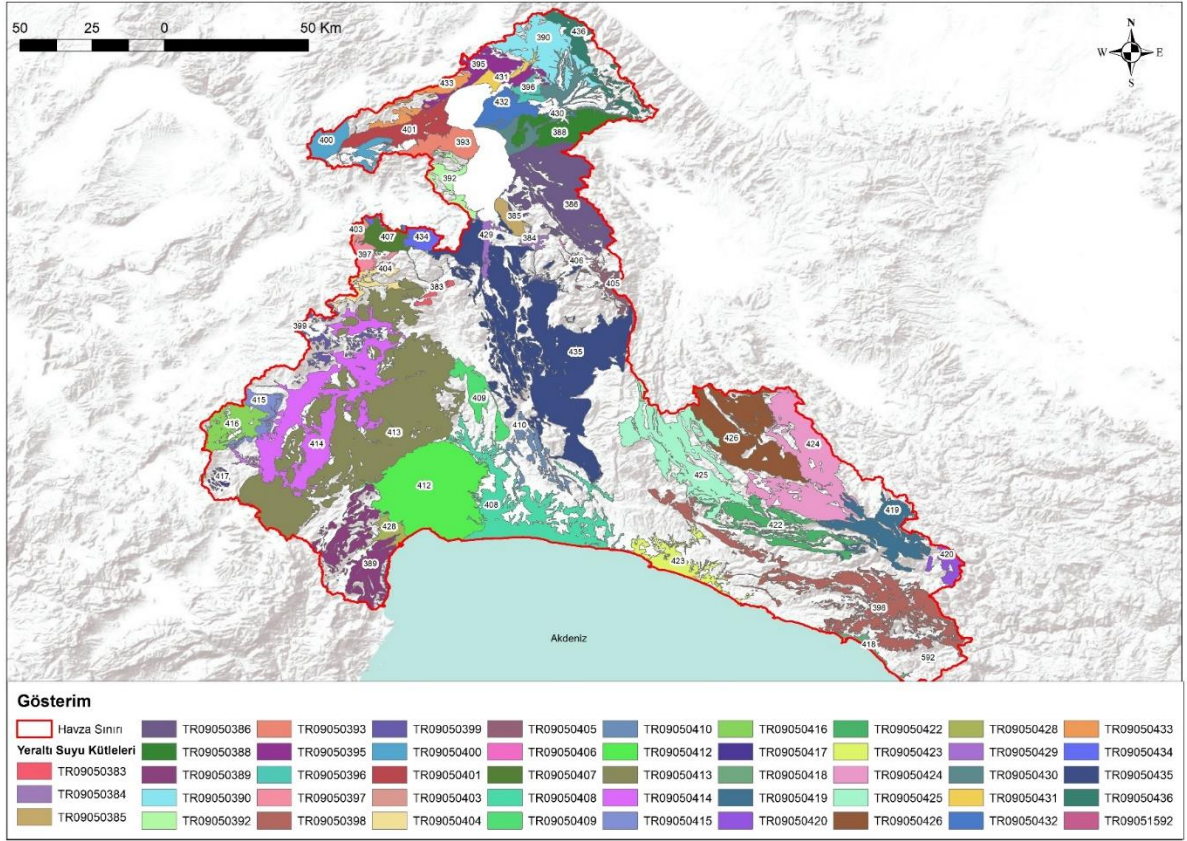 50 25 0 50 Km
N
W E
S
436
390
395
431
433
396
432
430
401
388
400
393
392
386
385
403
407
434
429
384
397
406
404
405
383
399
435
409
415
416
410
426
424
413
414
425
417
412
419
408
422
428
420
423
389
398
418
592
Akdeniz
Gösterim
Havza Sınırı
Yeraltı Suyu Kütleleri
TR09050383
TR09050384
TR09050385
TR09050386
TR09050388
TR09050389
TR09050390
TR09050392
TR09050393
TR09050395
TR09050396
TR09050397
TR09050398
TR09050399
TR09050400
TR09050401
TR09050403
TR09050404
TR09050405
TR09050406
TR09050407
TR09050408
TR09050409
TR09050410
TR09050412
TR09050413
TR09050414
TR09050415
TR09050416
TR09050417
TR09050418
TR09050419
TR09050420
TR09050422
TR09050423
TR09050424
TR09050425
TR09050426
TR09050428
TR09050429
TR09050430
TR09050431
TR09050432
TR09050433
TR09050434
TR09050435
TR09050436
TR09051592